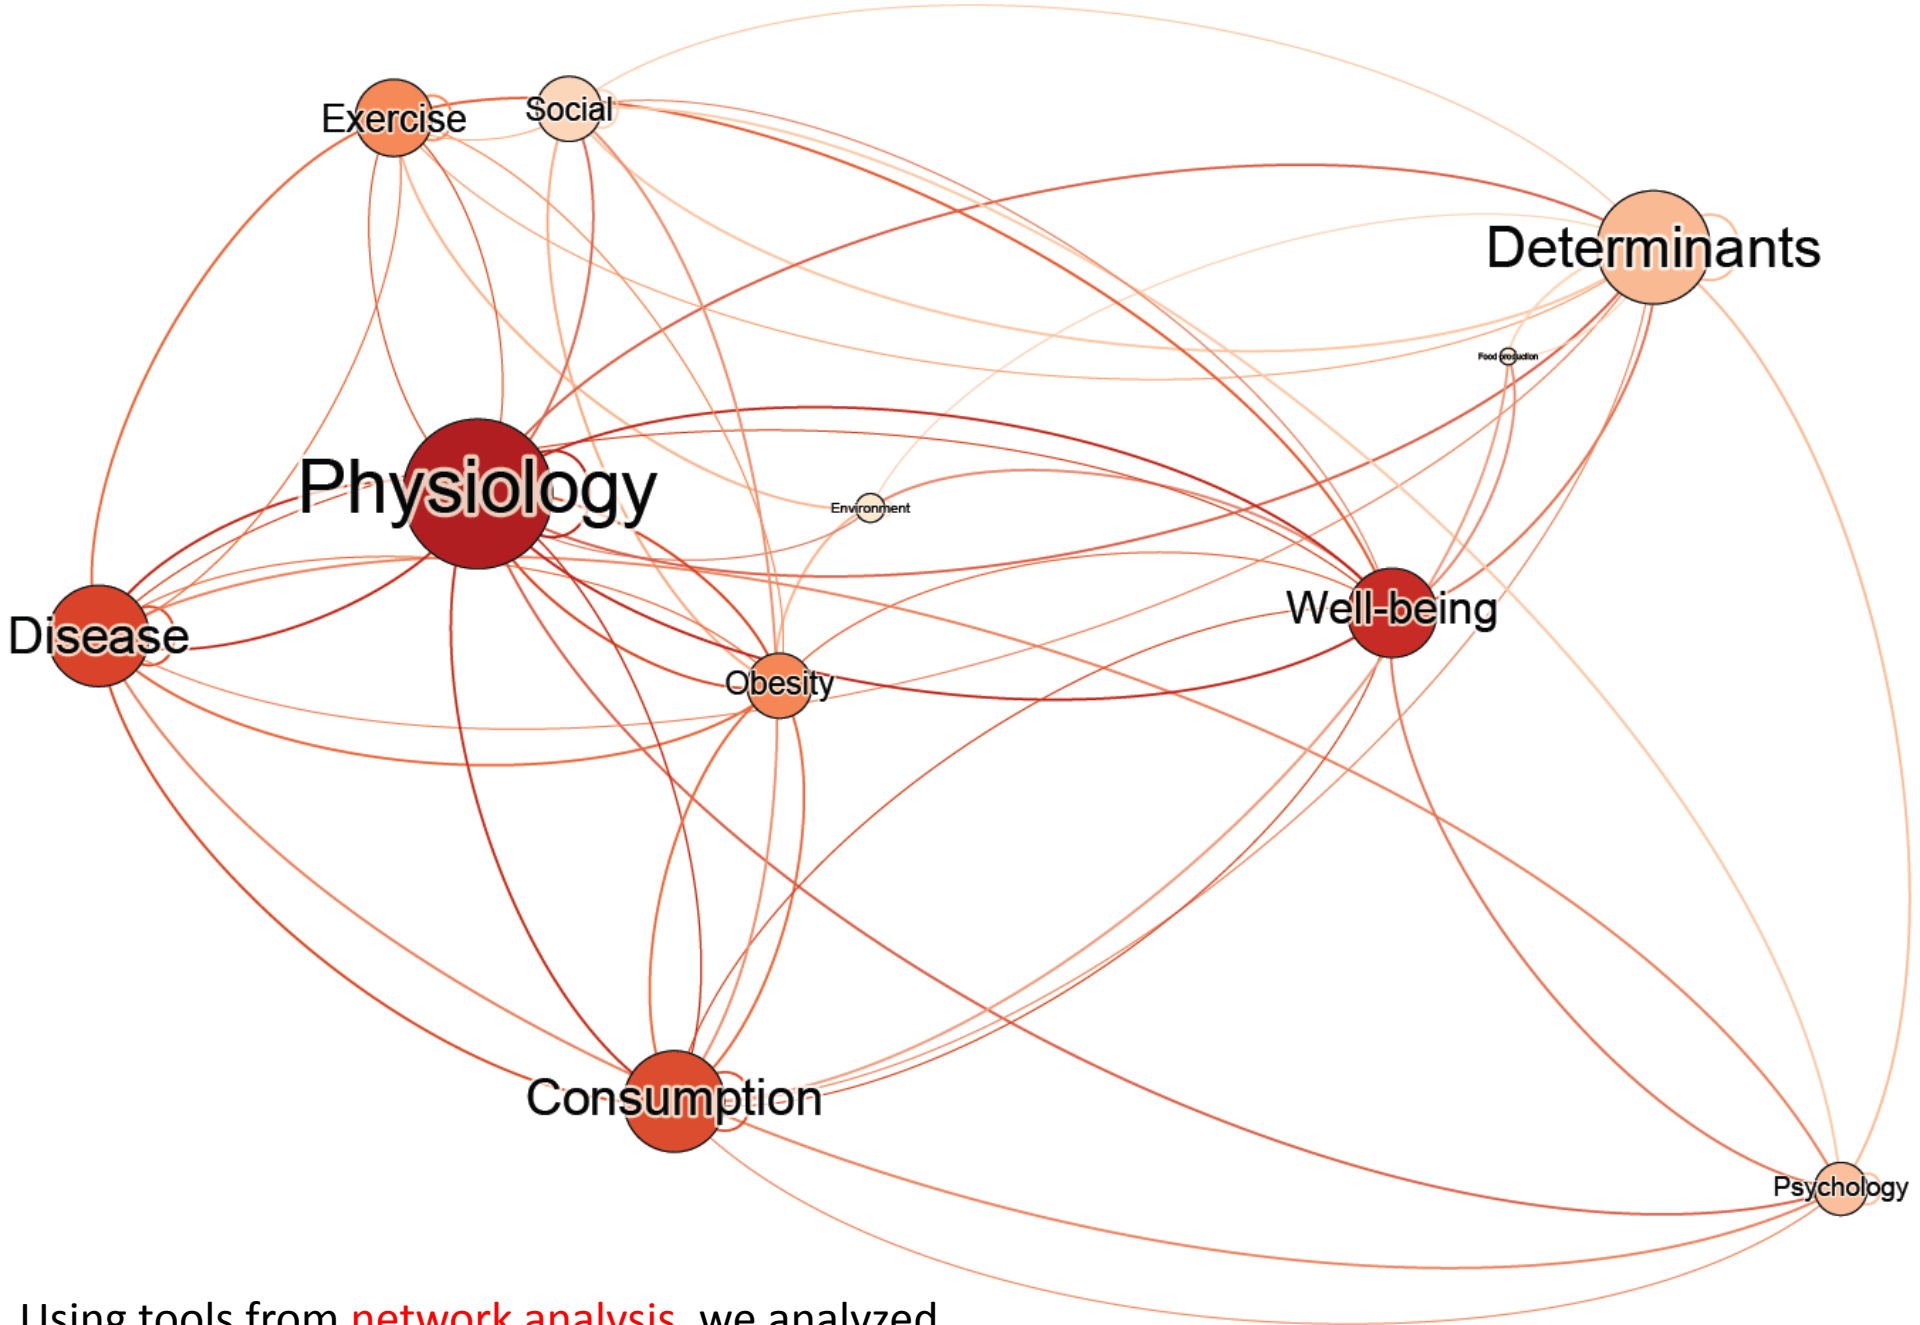 Exercise
Social
Determinants
Food production
Physiology
Environment
Disease
Well-being
Obesity
Consumption
Psychology
Using tools from network analysis, we analyzed